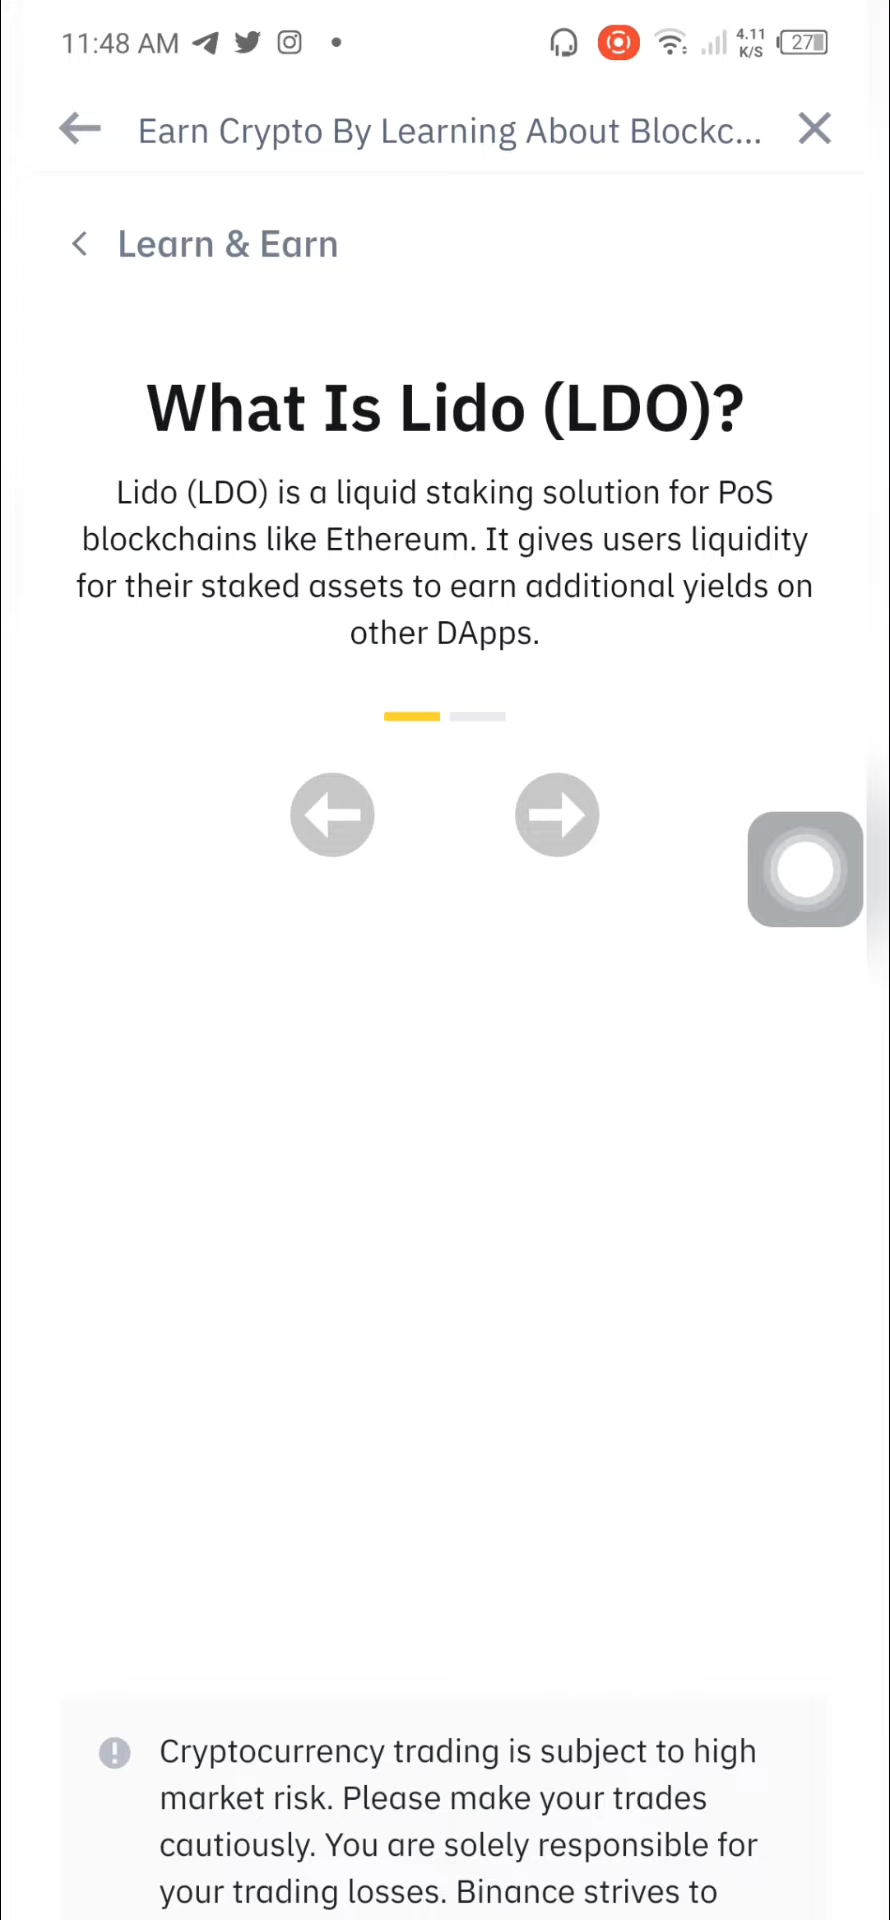 11:48 AM
4.11
K/S
27
Earn Crypto By Learning About Blockc...
Learn & Earn
What Is Lido (LDO)?
Lido (LDO) is a liquid staking solution for PoS
blockchains like Ethereum. It gives users liquidity
for their staked assets to earn additional yields on
other DApps.
Cryptocurrency trading is subject to high
market risk. Please make your trades
cautiously. You are solely responsible for
your trading losses. Binance strives to